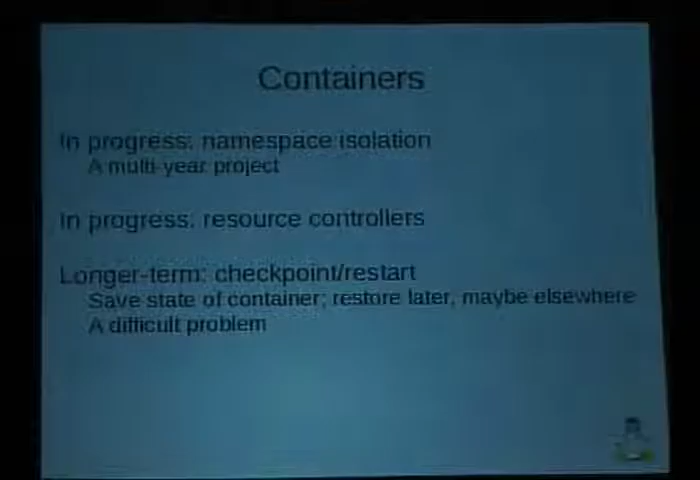 Containers
In progress: namespace isolation
A multi-year project
In progress: resource controllers
Longer-term: checkpoint/restart
Save state of container; restore later, maybe elsewhere
A difficult problem